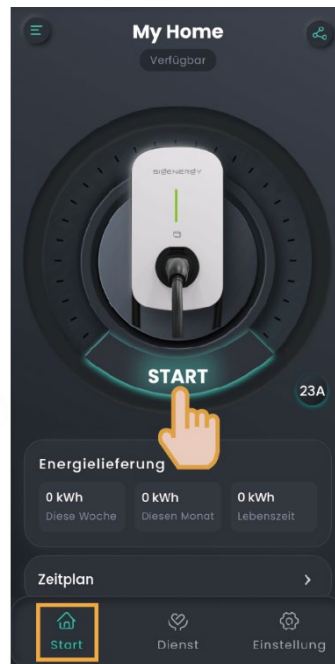 My Home
Verfügbar
SIGENERGY
START
23A
Energielieferung
0 kWh
Diese Woche
0 kWh
Diesen Monat
0 kWh
Lebenszeit
Zeitplan
Start
Dienst
Einstellung